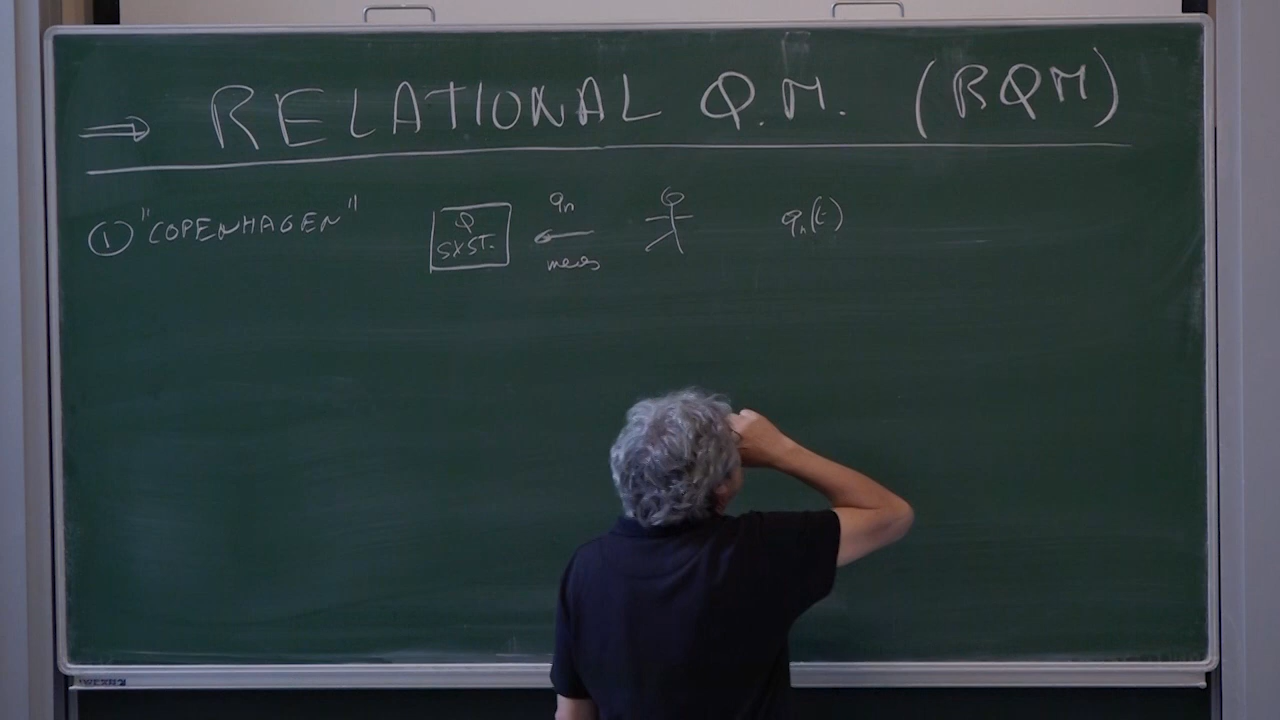 ⇒ RELATIONAL Q.M. (RQM)
① "COPENHAGEN"
Q
SYST.
qn
meas
qn(t)